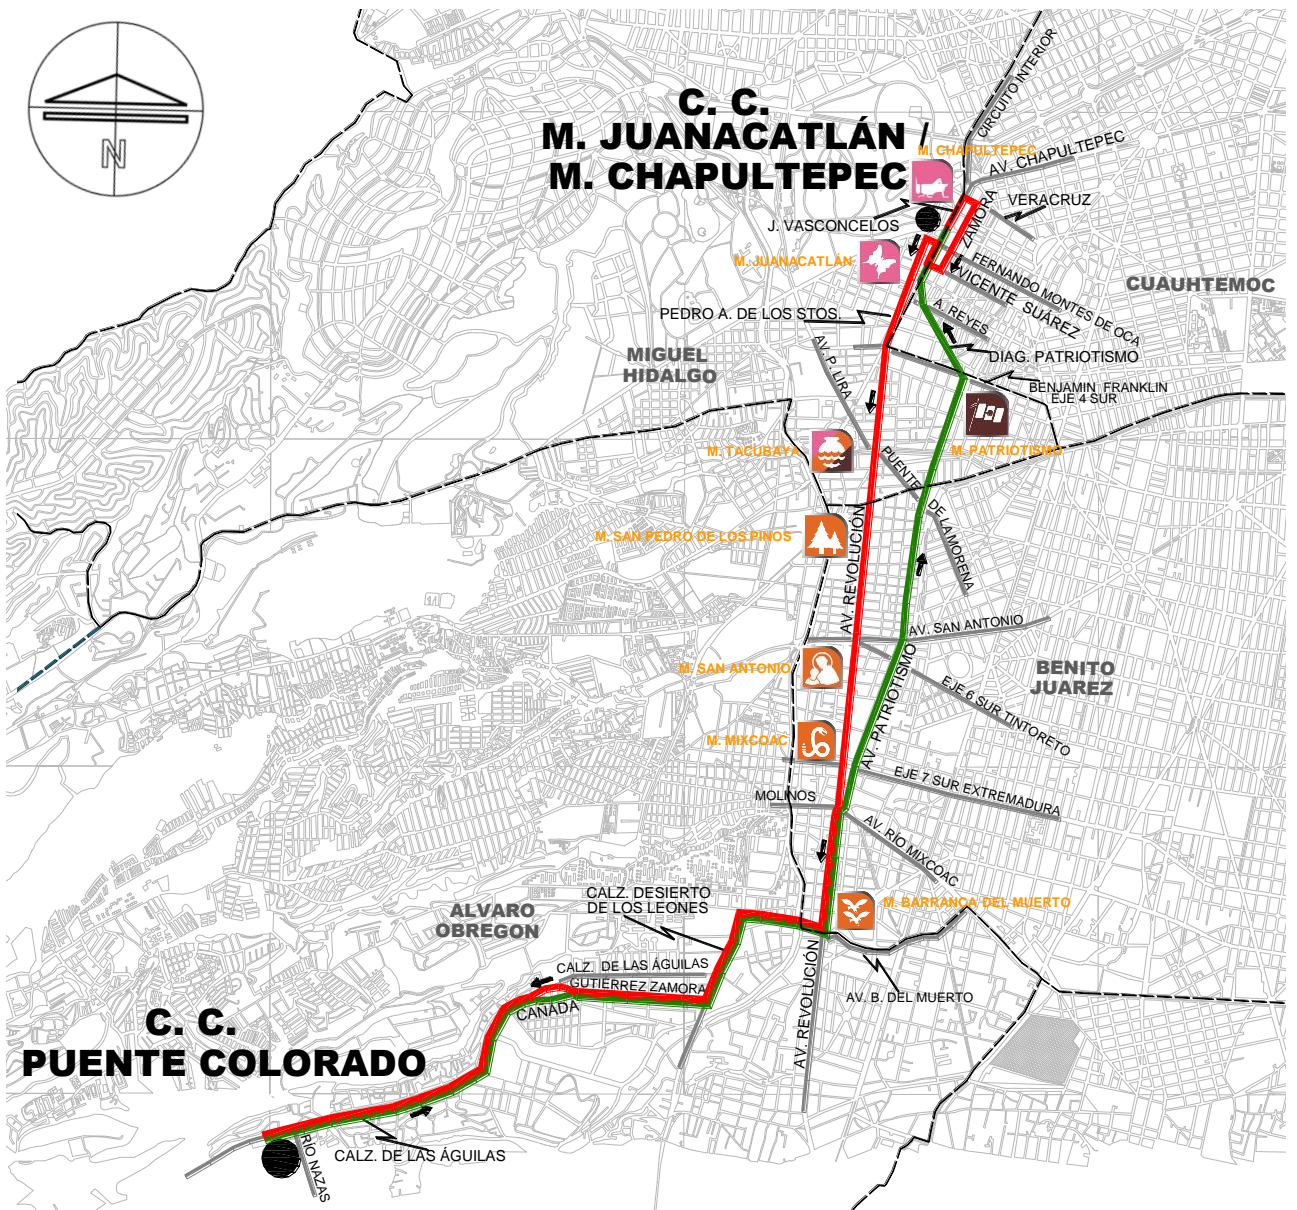 N
C. C.
M. JUANACATLÁN /
M. CHAPULTEPEC
M. CHAPULTEPEC
CIRCUITO INTERIOR
AV. CHAPULTEPEC
VERACRUZ
ZAMORA
J. VASCONCELOS
M. JUANACATLÁN
FERNANDO MONTES DE OCA
VICENTE SUÁREZ
CUAUHTEMOC
A. REYES
PEDRO A. DE LOS STOS.
MIGUEL
HIDALGO
AV. P. LIRA
DIAG. PATRIOTISMO
BENJAMIN FRANKLIN
EJE 4 SUR
M. TACUBAYA
M. PATRIOTISMO
PUENTE
DE LA MORENA
M. SAN PEDRO DE LOS PINOS
AV. REVOLUCIÓN
AV. SAN ANTONIO
M. SAN ANTONIO
BENITO
JUAREZ
EJE 6 SUR TINTORETO
AV. PATRIOTISMO
M. MIXCOAC
EJE 7 SUR EXTREMADURA
MOLINOS
AV. RÍO MIXCOAC
CALZ. DESIERTO
DE LOS LEONES
M. BARRANCA DEL MUERTO
ALVARO
OBREGON
CALZ. DE LAS ÁGUILAS
GUTIERREZ ZAMORA
CANADA
AV. REVOLUCIÓN
AV. B. DEL MUERTO
C. C.
PUENTE COLORADO
RÍO NAZAS
CALZ. DE LAS ÁGUILAS